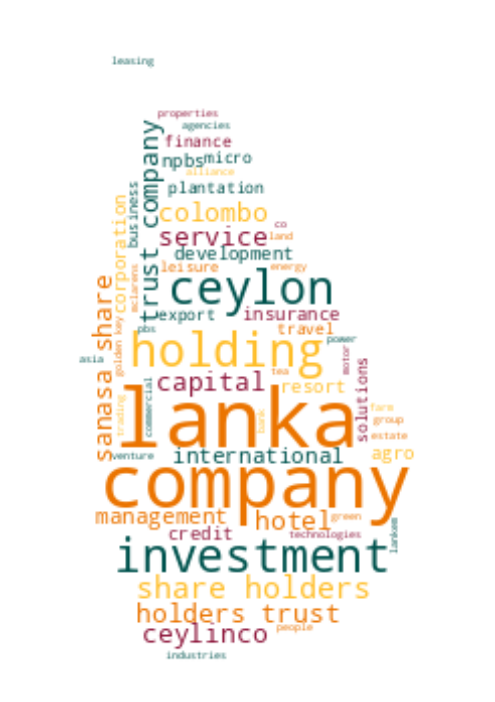 leasing
properties
agencies
finance
npbs
micro
alliance
plantation
trust company
business
corporation
colombo
co
service
land
development
leisure
energy
mclarens
ceylon
sanasa share
golden key
export
insurance
pbs
travel
power
holding
asia
motor
tea
capital
resort
solutions
commercial
trading
lanka
bank
farm
group
estate
venture
international
agro
company
management
hotel
green
credit
technologies
lankem
investment
share holders
holders trust
ceylinco
people
industries